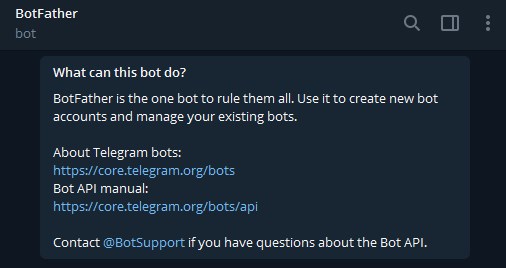 BotFather
bot
What can this bot do?
BotFather is the one bot to rule them all. Use it to create new bot
accounts and manage your existing bots.
About Telegram bots:
https://core.telegram.org/bots
Bot API manual:
https://core.telegram.org/bots/api
Contact @BotSupport if you have questions about the Bot API.